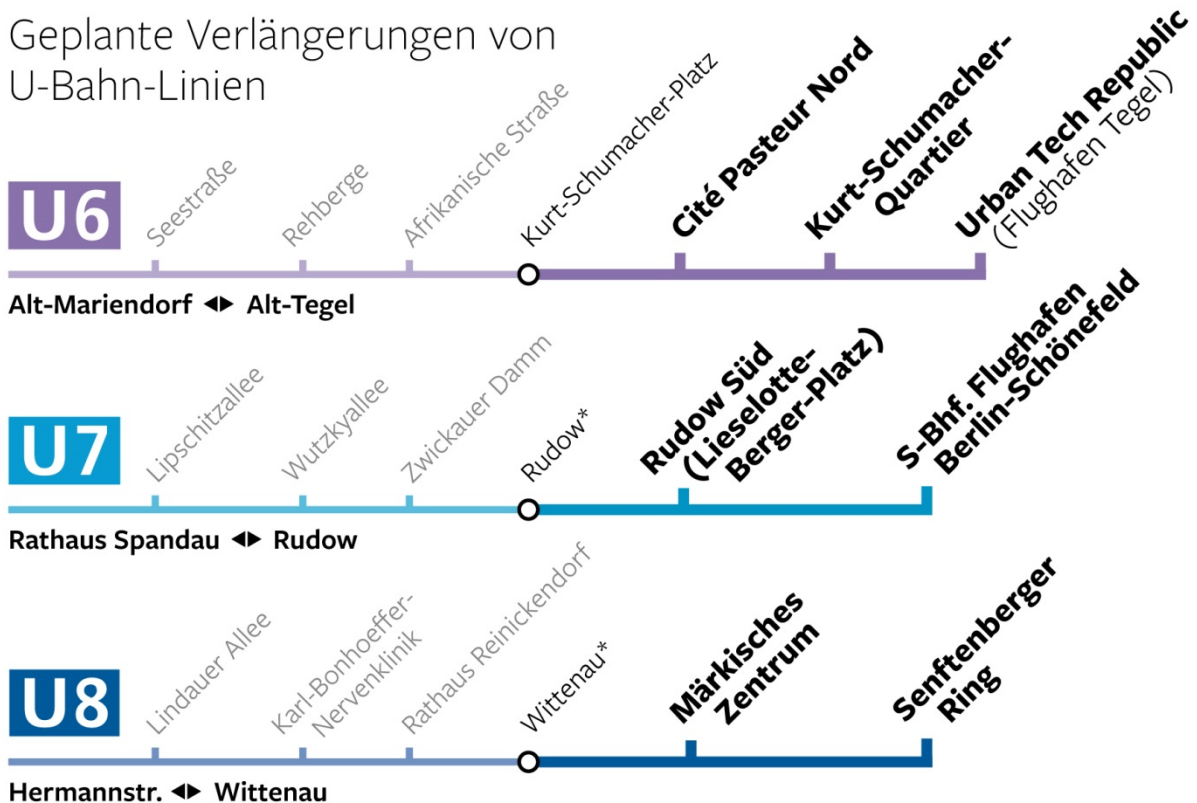 Geplante Verlängerungen von
U-Bahn-Linien
U6
Seestraße
Rehberge
Afrikanische Straße
Kurt-Schumacher-Platz
Cité Pasteur Nord
Kurt-Schumacher-
Quartier
Urban Tech Republic
(Flughafen Tegel)
Alt-Mariendorf ◀▶ Alt-Tegel
U7
Lipschitzallee
Wutzkyallee
Zwickauer Damm
Rudow*
Rudow Süd
(Lieselotte-
Berger-Platz)
S-Bhf. Flughafen
Berlin-Schönefeld
Rathaus Spandau ◀▶ Rudow
U8
Lindauer Allee
Karl-Bonhoeffer-
Nervenklinik
Rathaus Reinickendorf
Wittenau*
Märkisches
Zentrum
Senftenberger
Ring
Hermannstr. ◀▶ Wittenau